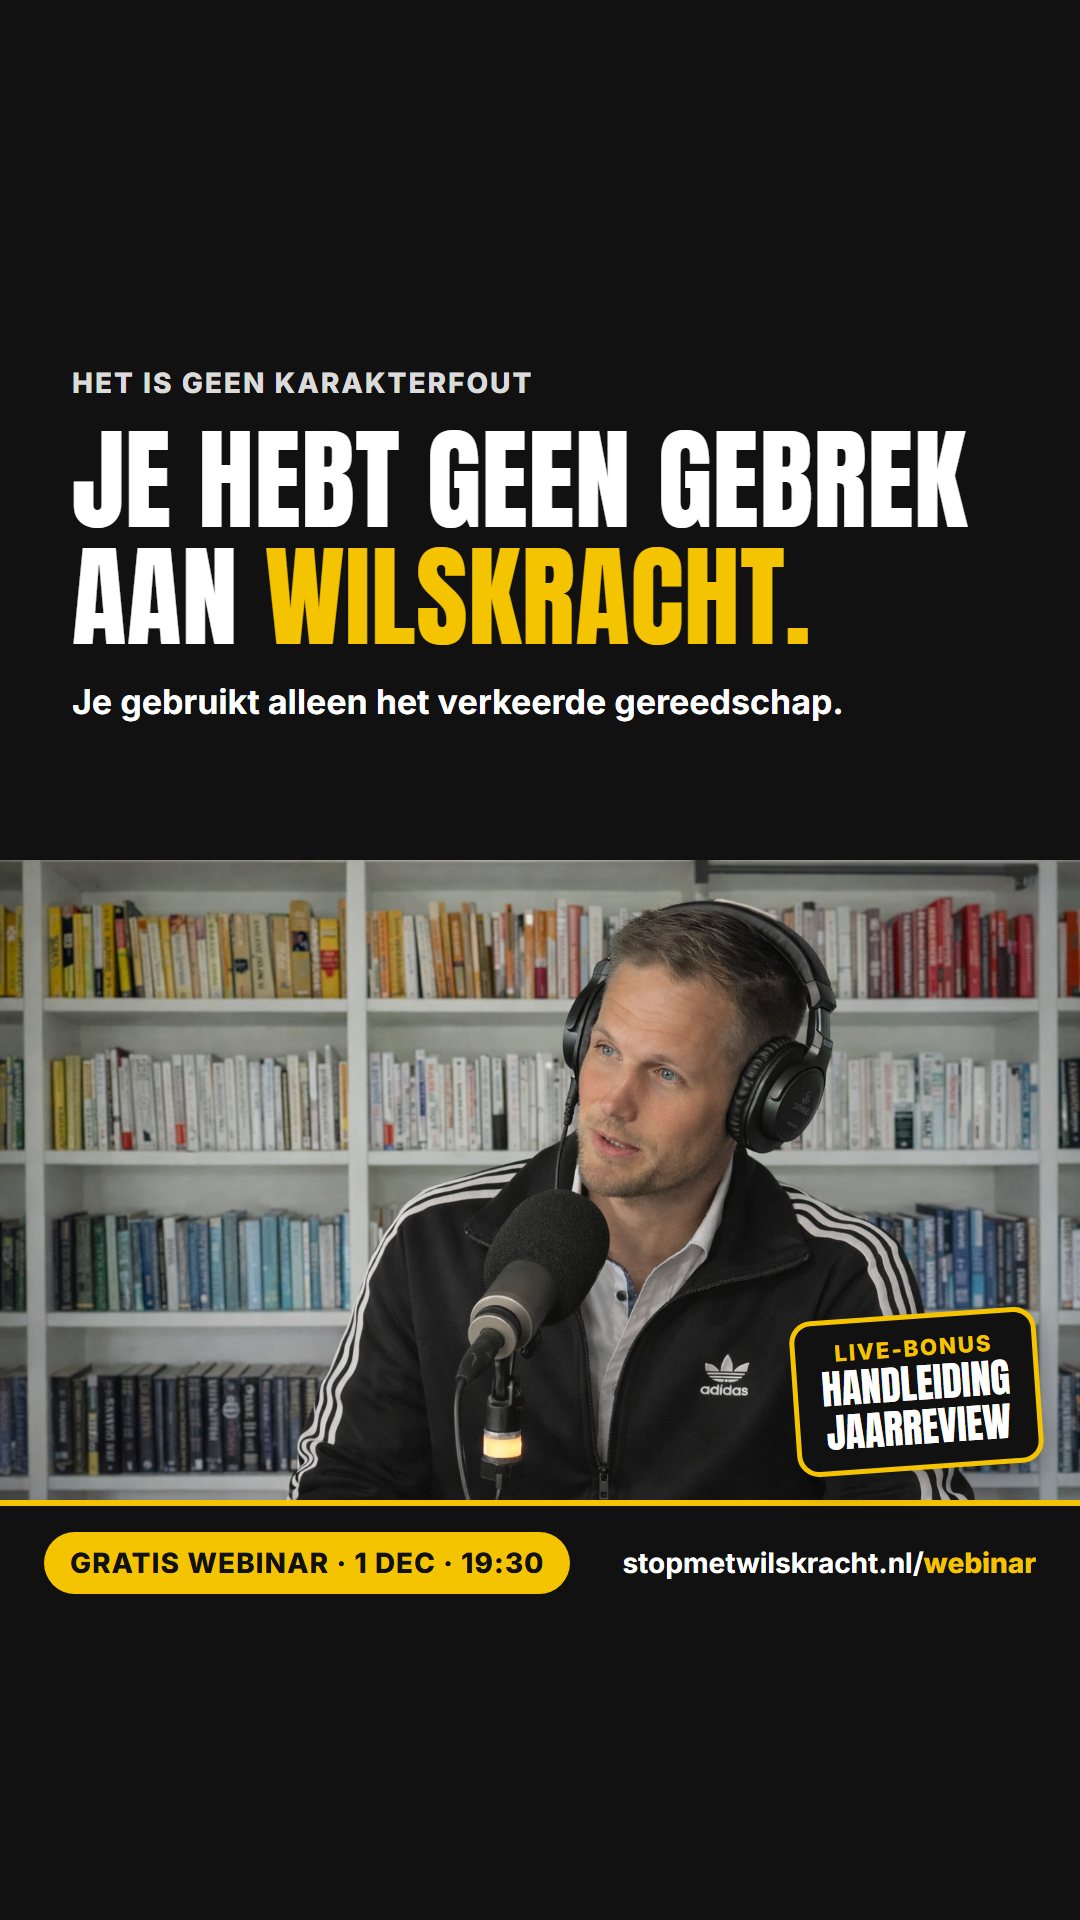 HET IS GEEN KARAKTERFOUT
JE HEBT GEEN GEBREK
AAN WILSKRACHT.
Je gebruikt alleen het verkeerde gereedschap.
adidas
LIVE-BONUS
HANDLEIDING
JAARREVIEW
GRATIS WEBINAR · 1 DEC · 19:30
stopmetwilskracht.nl/webinar